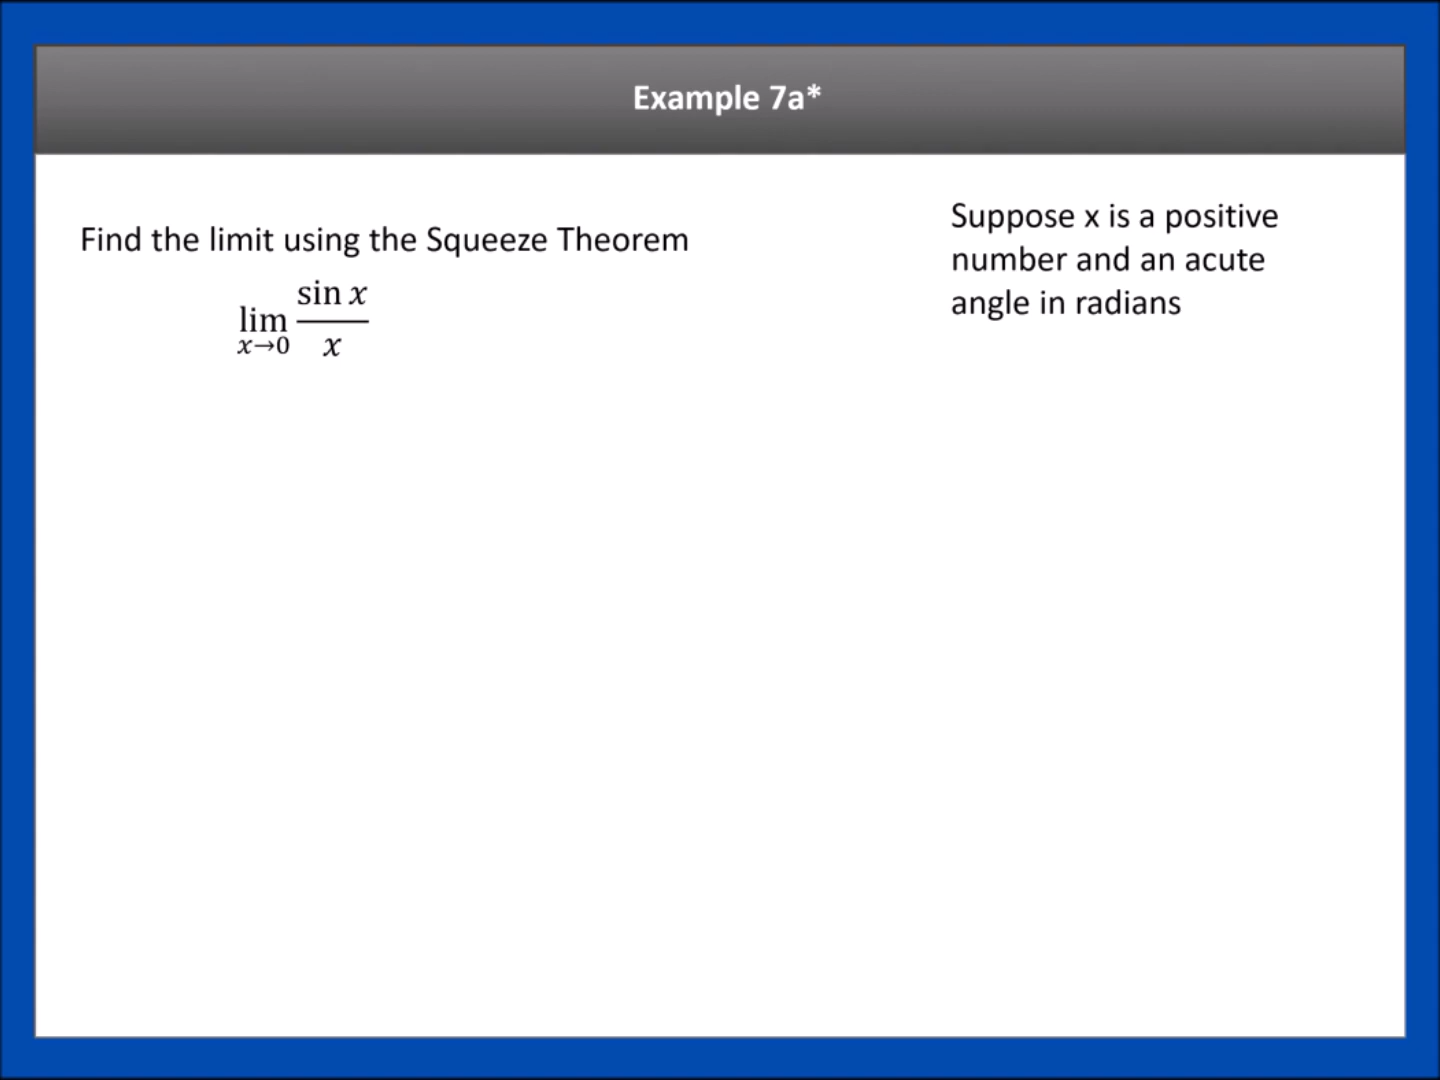 Example 7a*
Find the limit using the Squeeze Theorem
lim x→0 sin x / x
Suppose x is a positive
number and an acute
angle in radians